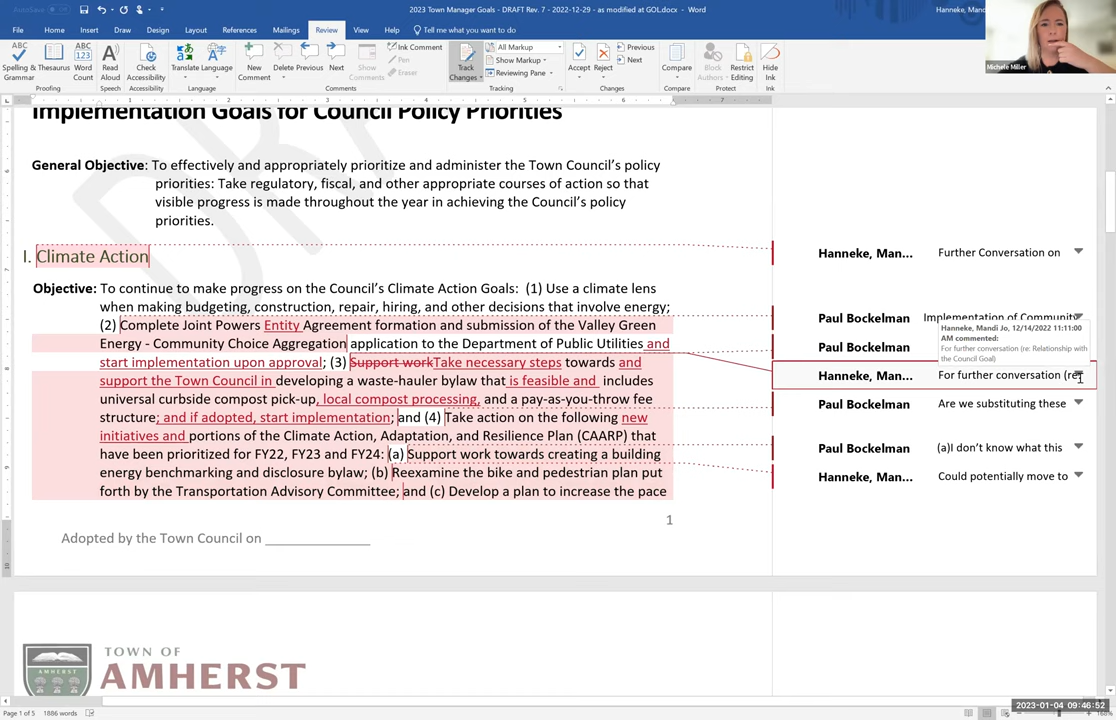 AutoSave
2023 Town Manager Goals - DRAFT Rev. 7 - 2022-12-29 - as modified at GOL.docx - Word
Hanneke, Mandi
File Home Insert Draw Design Layout References Mailings Review View Help Tell me what you want to do
Michele Miller
Spelling & Grammar
Thesaurus
Word Count
Read Aloud
Check Accessibility
Translate
Language
New Comment
Delete
Previous
Next
Show Comments
Ink Comment
Pen
Eraser
Track Changes
All Markup
Show Markup
Reviewing Pane
Accept
Reject
Previous
Next
Compare
Block Authors
Restrict Editing
Hide Ink
Proofing Speech Accessibility Language Comments Tracking Changes Compare Protect Ink
Implementation Goals for Council Policy Priorities
General Objective: To effectively and appropriately prioritize and administer the Town Council's policy
priorities: Take regulatory, fiscal, and other appropriate courses of action so that
visible progress is made throughout the year in achieving the Council's policy
priorities.
I. Climate Action
Hanneke, Man... Further Conversation on
Objective: To continue to make progress on the Council's Climate Action Goals: (1) Use a climate lens
when making budgeting, construction, repair, hiring, and other decisions that involve energy;
(2) Complete Joint Powers Entity Agreement formation and submission of the Valley Green
Energy - Community Choice Aggregation application to the Department of Public Utilities and
start implementation upon approval; (3) Support workTake necessary steps towards and
support the Town Council in developing a waste-hauler bylaw that is feasible and includes
universal curbside compost pick-up, local compost processing, and a pay-as-you-throw fee
structure; and if adopted, start implementation; and (4) Take action on the following new
initiatives and portions of the Climate Action, Adaptation, and Resilience Plan (CAARP) that
have been prioritized for FY22, FY23 and FY24: (a) Support work towards creating a building
energy benchmarking and disclosure bylaw; (b) Reexamine the bike and pedestrian plan put
forth by the Transportation Advisory Committee; and (c) Develop a plan to increase the pace
Paul Bockelman Implementation of Community
Hanneke, Mandi Jo, 12/14/2022 11:11:00
AM commented:
For further conversation (re: Relationship with
the Council Goal)
Paul Bockelman
Hanneke, Man... For further conversation (re:
Paul Bockelman Are we substituting these
Paul Bockelman (a)I don't know what this
Hanneke, Man... Could potentially move to
1
Adopted by the Town Council on ______________
TOWN OF
AMHERST
Page 1 of 5 1886 words
2023-01-04 09:46:52